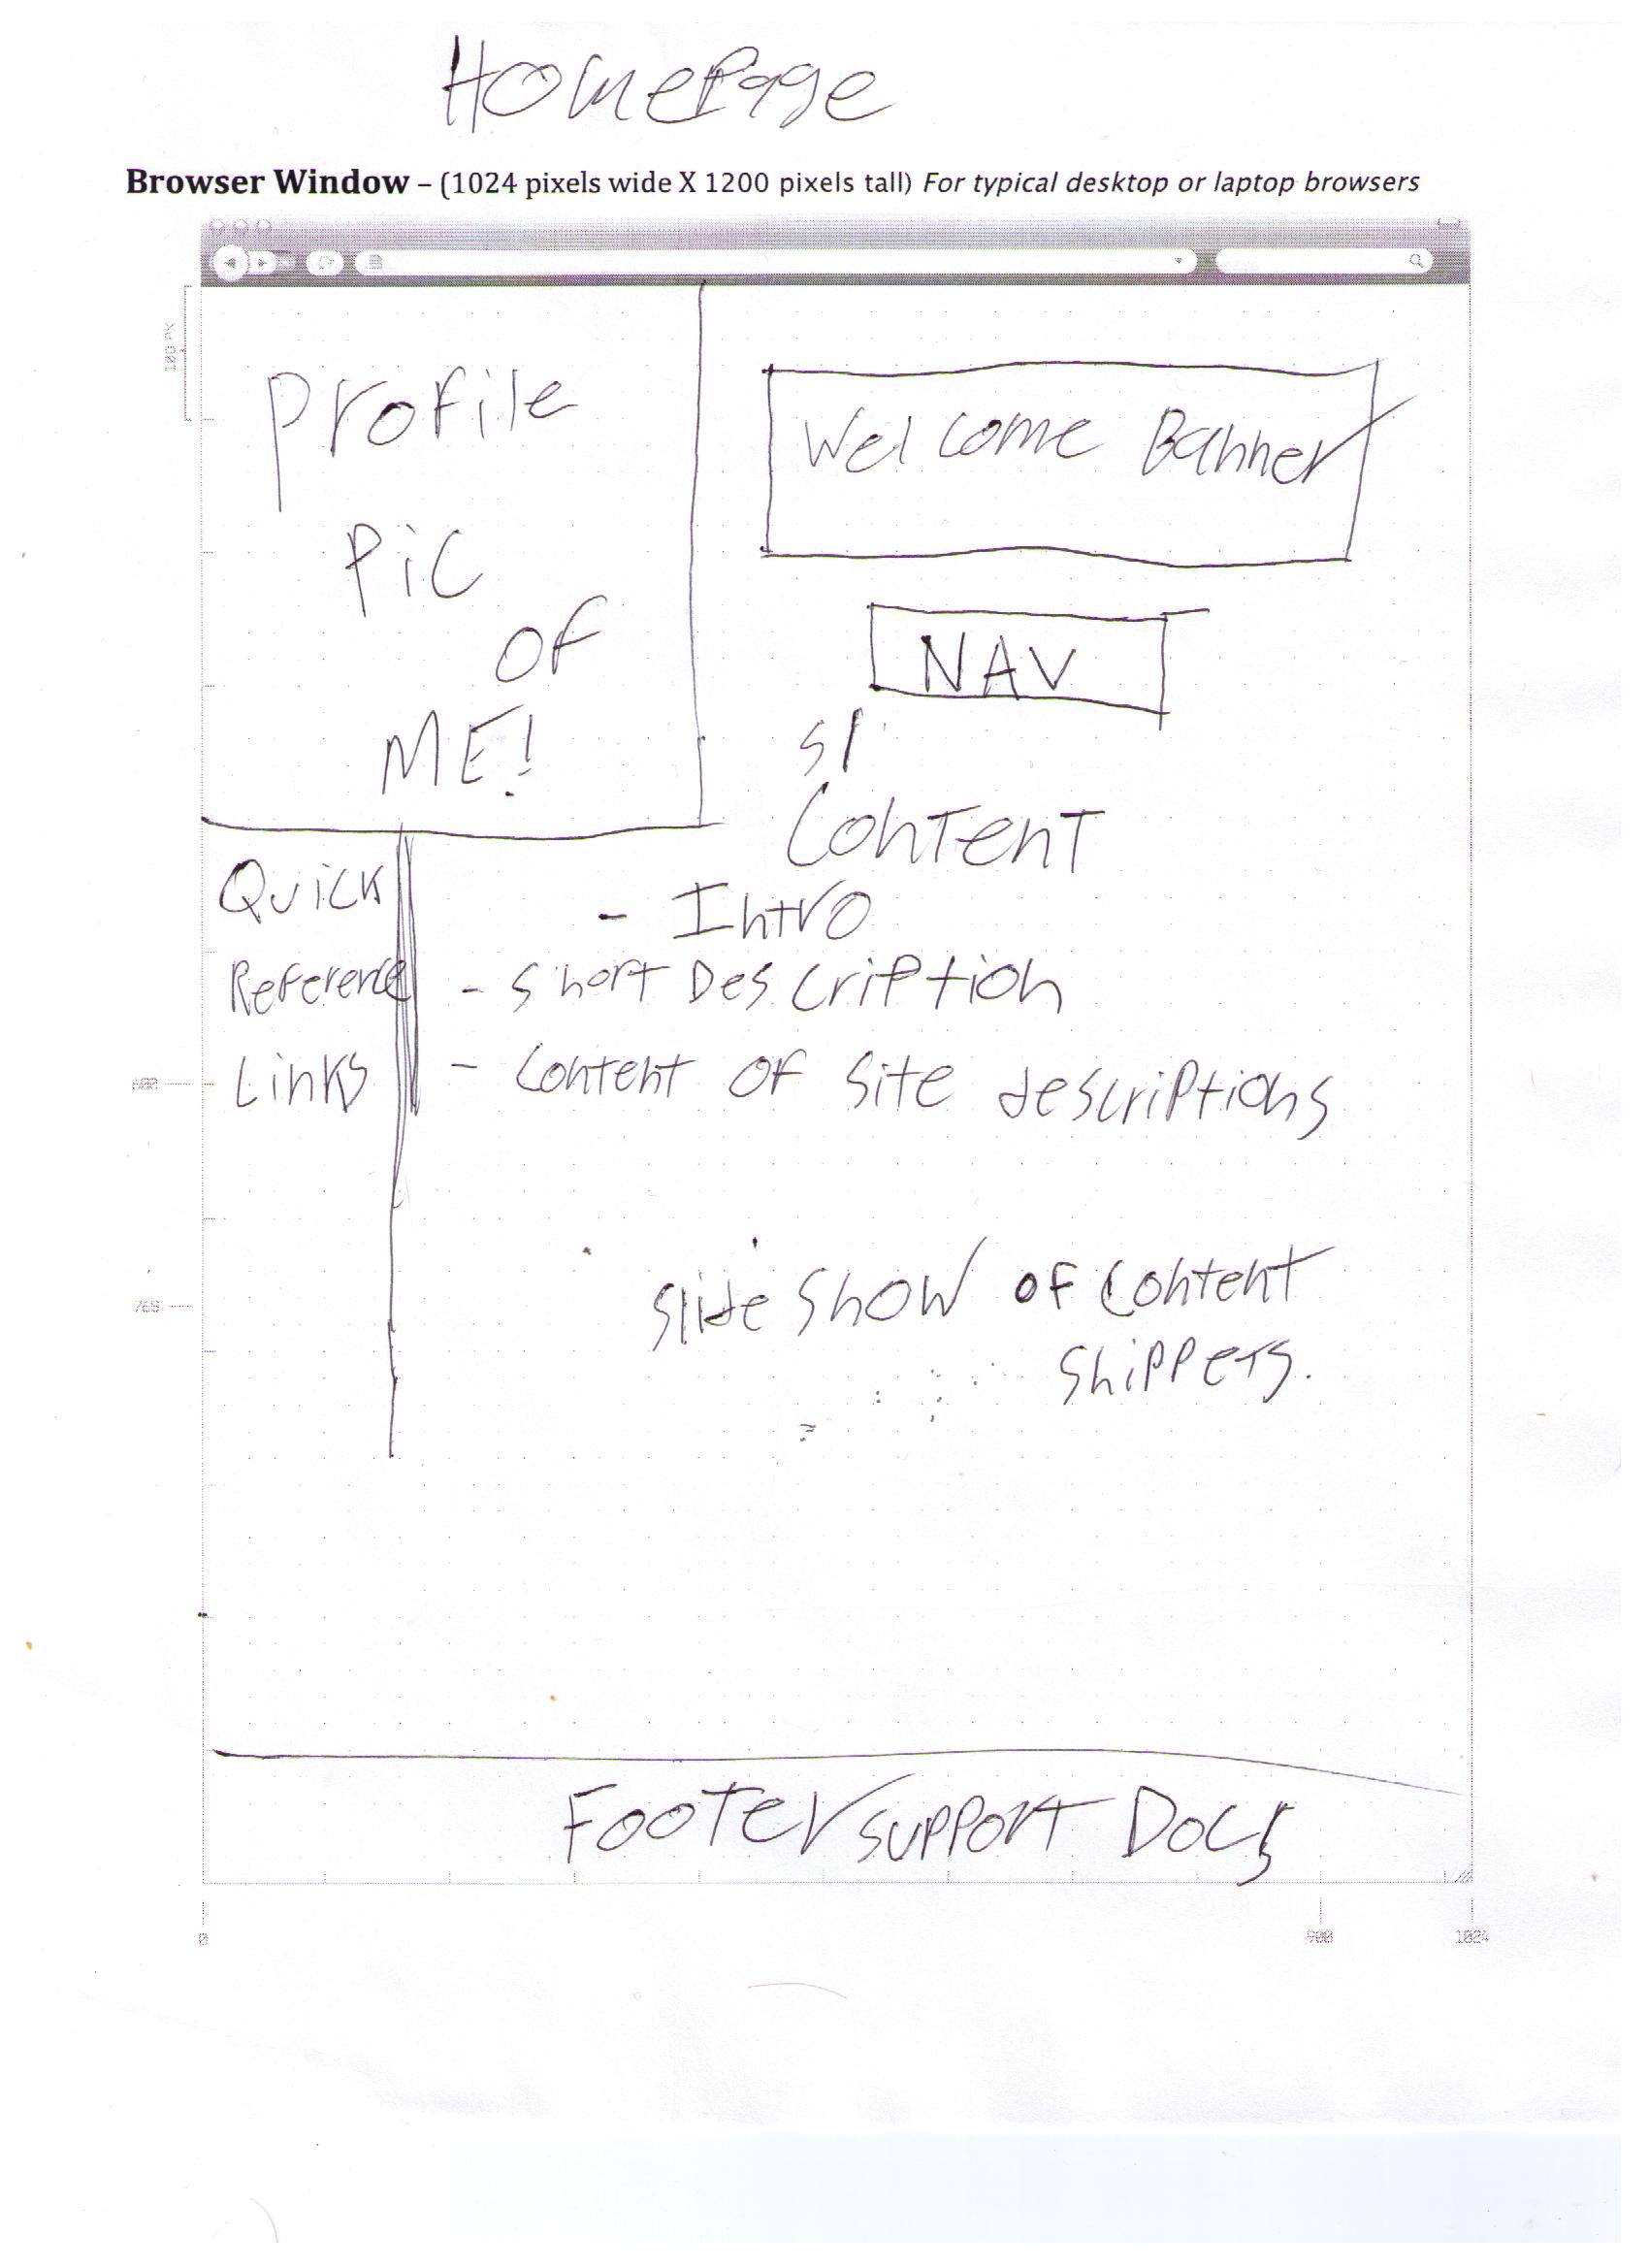 HomePage
Browser Window – (1024 pixels wide X 1200 pixels tall) For typical desktop or laptop browsers
100 PX
Profile
Pic
of
ME!
Welcome Banner
NAV
Sl
Content
- Intro
- Short Description
- Content of Site descriptions
Quick
Reference
Links
600
Slide Show of Content
Shippets.
768
Footer Support Docs
0
900
1024